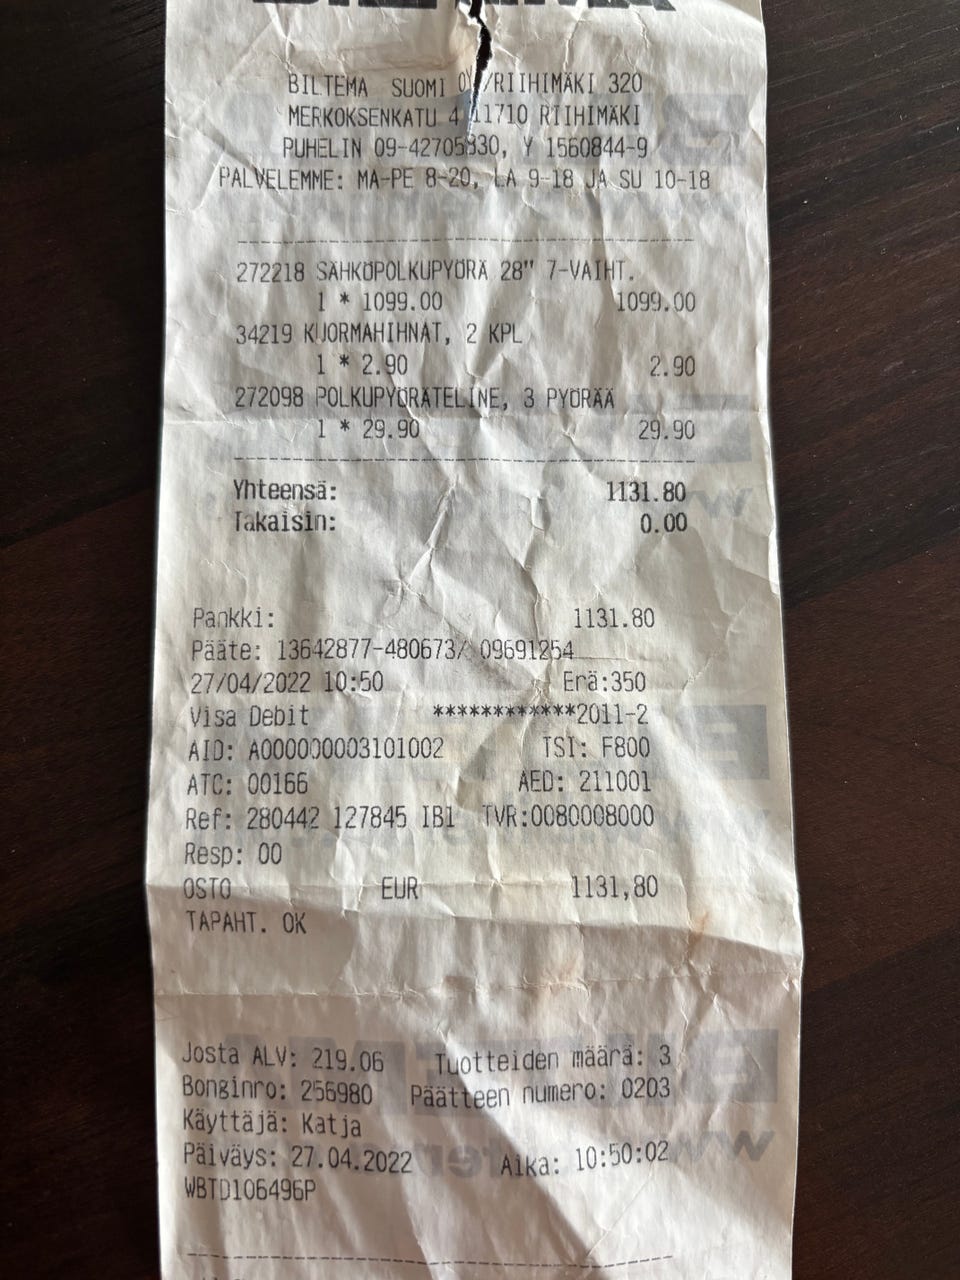 BILTEMA SUOMI OY/RIIHIMÄKI 320
MERKOKSENKATU 4 11710 RIIHIMÄKI
PUHELIN 09-42705830, Y 1560844-9
PALVELEMME: MA-PE 8-20, LA 9-18 JA SU 10-18
272218 SÄHKÖPOLKUPYÖRÄ 28" 7-VAIHT.
1 * 1099.00 1099.00
34219 KUORMAHIHNAT, 2 KPL
1 * 2.90 2.90
272098 POLKUPYÖRÄTELINE, 3 PYÖRÄÄ
1 * 29.90 29.90
Yhteensä: 1131.80
Takaisin: 0.00
Pankki: 1131.80
Pääte: 13642877-480673/ 09691254
27/04/2022 10:50 Erä:350
Visa Debit ************2011-2
AID: A0000000003101002 TSI: F800
ATC: 00166 AED: 211001
Ref: 280442 127845 IB1 TVR:0080008000
Resp: 00
OSTO EUR 1131,80
TAPAHT. OK
Josta ALV: 219.06 Tuotteiden määrä: 3
Bonginro: 256980 Päätteen numero: 0203
Käyttäjä: Katja
Päiväys: 27.04.2022 Aika: 10:50:02
WBTD106496P